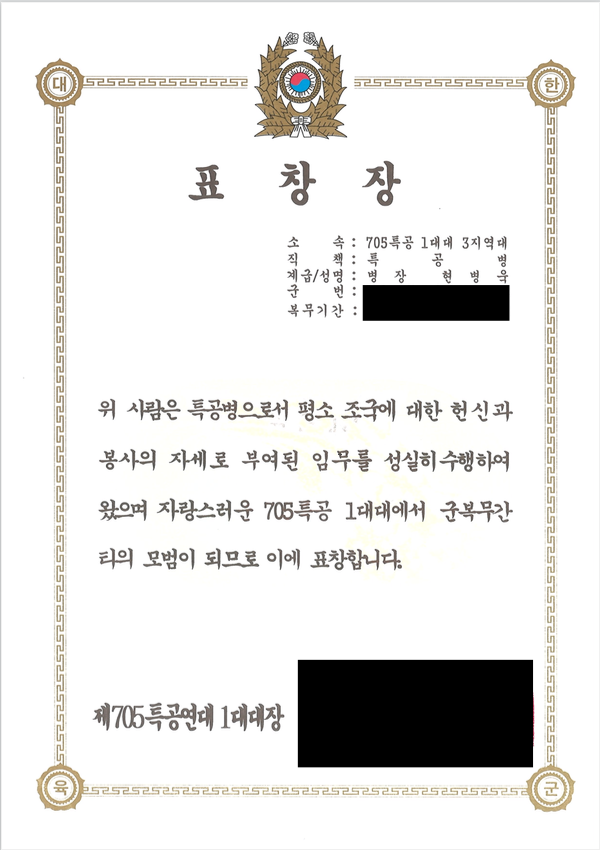 대 한
표 창 장
소 속 : 705특공 1대대 3지역대
직 책 : 특 공 병
계급/성명 : 병 장 현 병 욱
군 번 :
복무기간 :
위 사람은 특공병으로서 평소 조국에 대한 헌신과
봉사의 자세로 부여된 임무를 성실히 수행하여
왔으며 자랑스러운 705특공 1대대에서 군복무간
타의 모범이 되므로 이에 표창합니다.
제705특공연대 1대대장
육 군